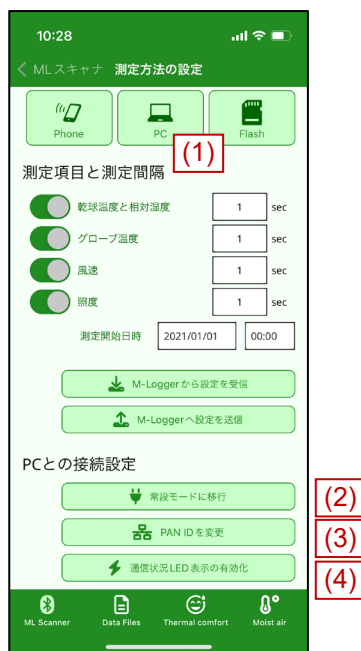 10:28
MLスキャナ 測定方法の設定
Phone PC Flash
(1)
測定項目と測定間隔
乾球温度と相対湿度 1 sec
グローブ温度 1 sec
風速 1 sec
照度 1 sec
測定開始日時 2021/01/01 00:00
M-Loggerから設定を受信
M-Loggerへ設定を送信
PCとの接続設定
常設モードに移行 (2)
PAN IDを変更 (3)
通信状況LED表示の有効化 (4)
ML Scanner Data Files Thermal comfort Moist air